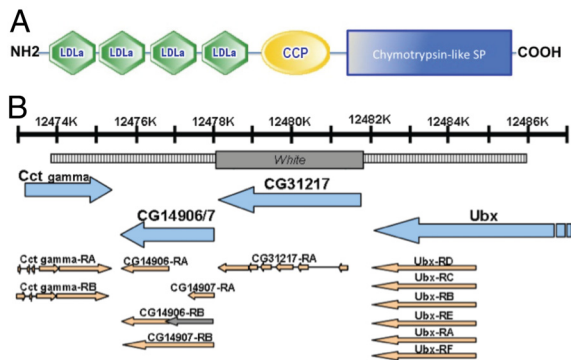 A
NH2 LDLa LDLa LDLa LDLa CCP Chymotrypsin-like SP COOH
B
12474K 12476K 12478K 12480K 12482K 12484K 12486K
White
Cct gamma CG31217
CG14906/7 Ubx
Cct gamma-RA CG14906-RA CG31217-RA Ubx-RD
Ubx-RC
Cct gamma-RB CG14907-RA Ubx-RB
CG14906-RB Ubx-RE
CG14907-RB Ubx-RA
Ubx-RF